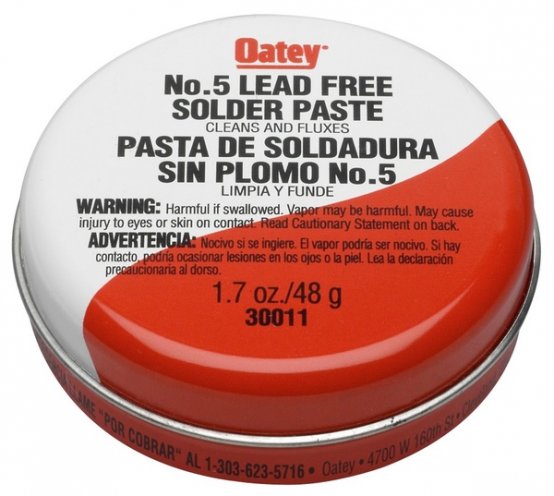 Oatey
No.5 LEAD FREE
SOLDER PASTE
CLEANS AND FLUXES
PASTA DE SOLDADURA
SIN PLOMO No.5
LIMPIA Y FUNDE
WARNING: Harmful if swallowed. Vapor may be harmful. May cause
injury to eyes or skin on contact. Read Cautionary Statement on back.
ADVERTENCIA: Nocivo si se ingiere. El vapor podría ser nocivo. Si hay
contacto, podría ocasionar lesiones en los ojos o la piel. Lea la declaración
precaucionaria al dorso.
1.7 oz./48 g
30011
LLAME "POR COBRAR" AL 1-303-623-5716 • Oatey • 4700 W 160th St •